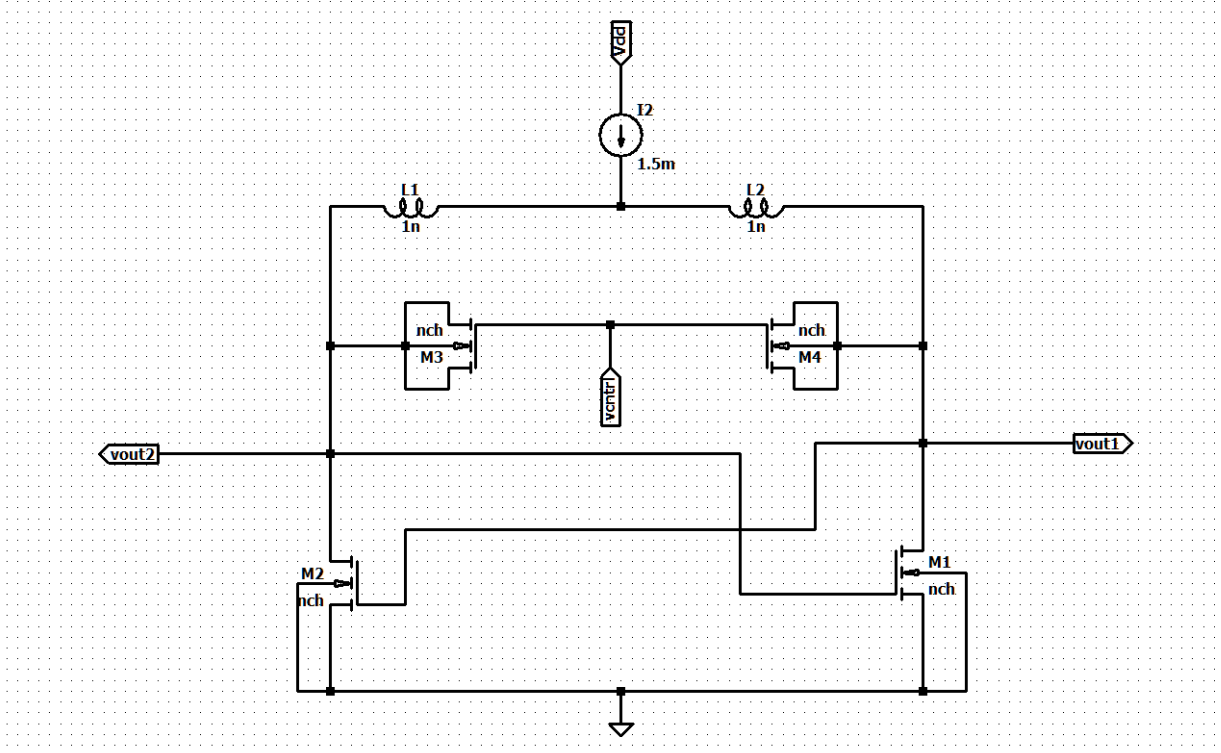 Vdd
I2
1.5m
L1
1n
L2
1n
nch
M3
nch
M4
vcntrl
vout2
vout1
M2
nch
M1
nch